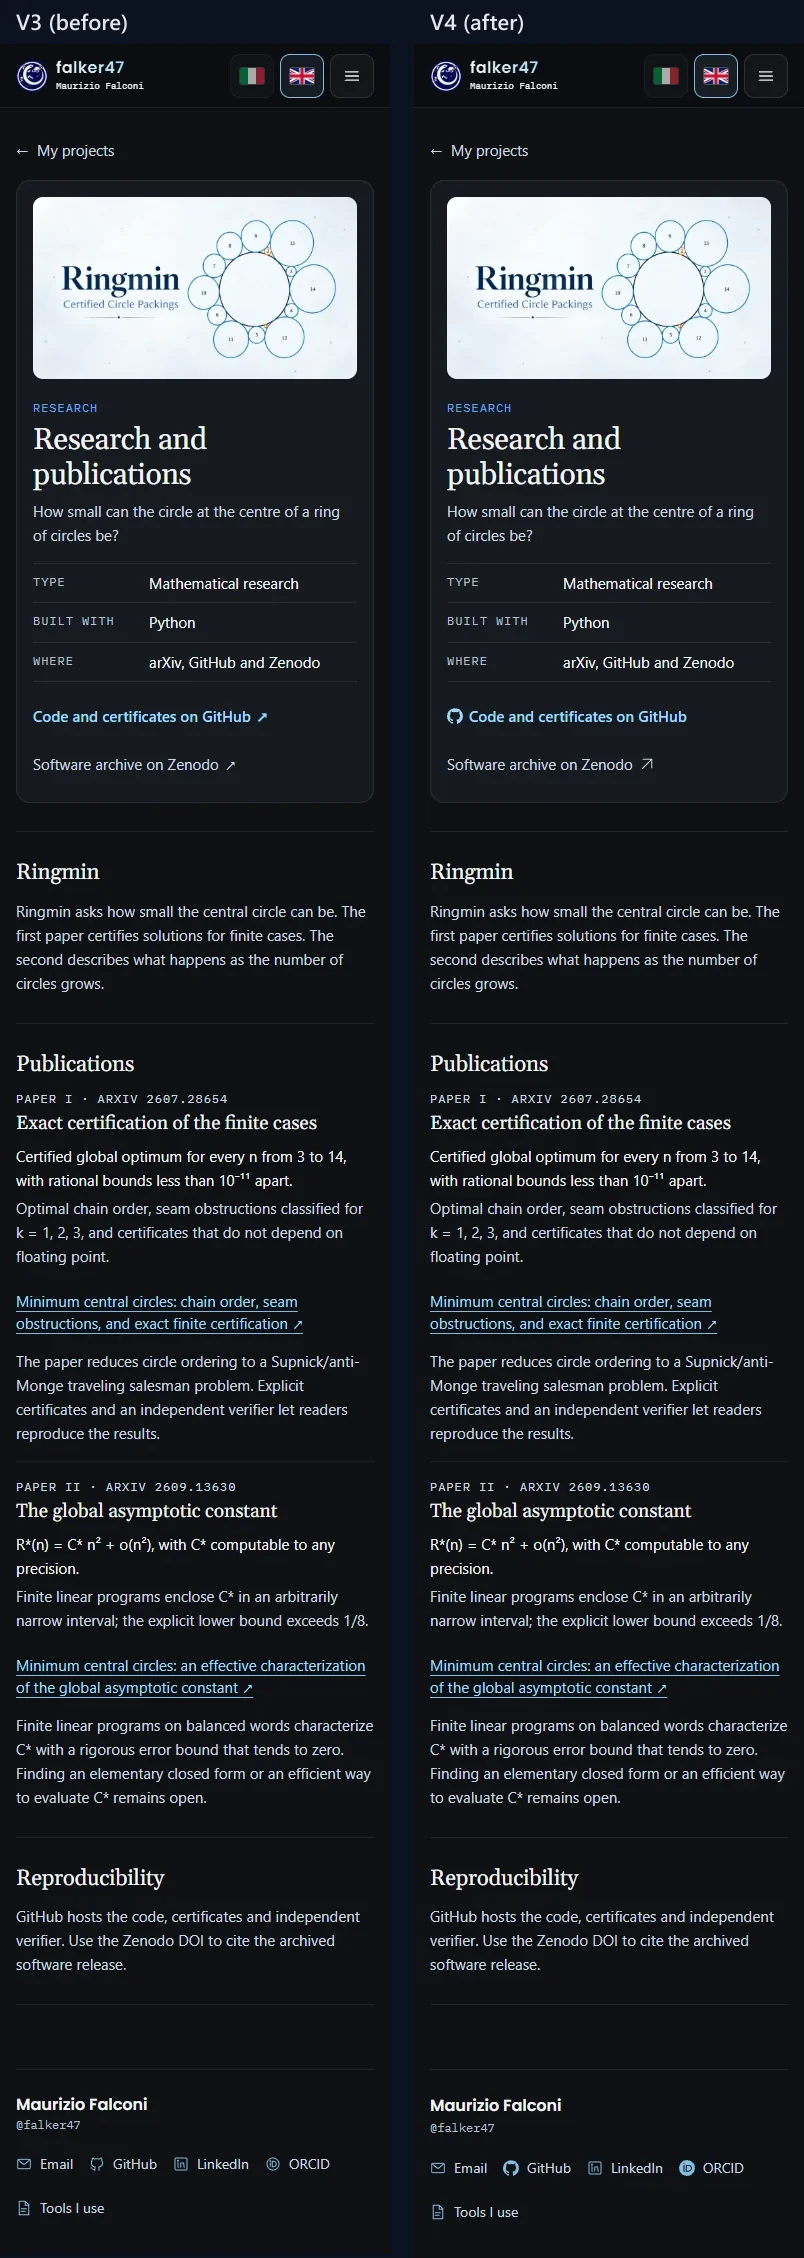 V3 (before)
falker47
Maurizio Falconi
← My projects
Ringmin
Certified Circle Packings
RESEARCH
Research and
publications
How small can the circle at the centre of a ring
of circles be?
TYPE Mathematical research
BUILT WITH Python
WHERE arXiv, GitHub and Zenodo
Code and certificates on GitHub ↗
Software archive on Zenodo ↗
Ringmin
Ringmin asks how small the central circle can be. The
first paper certifies solutions for finite cases. The
second describes what happens as the number of
circles grows.
Publications
PAPER I · ARXIV 2607.28654
Exact certification of the finite cases
Certified global optimum for every n from 3 to 14,
with rational bounds less than 10⁻¹¹ apart.
Optimal chain order, seam obstructions classified for
k = 1, 2, 3, and certificates that do not depend on
floating point.
Minimum central circles: chain order, seam
obstructions, and exact finite certification ↗
The paper reduces circle ordering to a Supnick/anti-
Monge traveling salesman problem. Explicit
certificates and an independent verifier let readers
reproduce the results.
PAPER II · ARXIV 2609.13630
The global asymptotic constant
R*(n) = C* n² + o(n²), with C* computable to any
precision.
Finite linear programs enclose C* in an arbitrarily
narrow interval; the explicit lower bound exceeds 1/8.
Minimum central circles: an effective characterization
of the global asymptotic constant ↗
Finite linear programs on balanced words characterize
C* with a rigorous error bound that tends to zero.
Finding an elementary closed form or an efficient way
to evaluate C* remains open.
Reproducibility
GitHub hosts the code, certificates and independent
verifier. Use the Zenodo DOI to cite the archived
software release.
Maurizio Falconi
@falker47
Email GitHub LinkedIn ORCID
Tools I use
V4 (after)
falker47
Maurizio Falconi
← My projects
Ringmin
Certified Circle Packings
RESEARCH
Research and
publications
How small can the circle at the centre of a ring
of circles be?
TYPE Mathematical research
BUILT WITH Python
WHERE arXiv, GitHub and Zenodo
Code and certificates on GitHub
Software archive on Zenodo ↗
Ringmin
Ringmin asks how small the central circle can be. The
first paper certifies solutions for finite cases. The
second describes what happens as the number of
circles grows.
Publications
PAPER I · ARXIV 2607.28654
Exact certification of the finite cases
Certified global optimum for every n from 3 to 14,
with rational bounds less than 10⁻¹¹ apart.
Optimal chain order, seam obstructions classified for
k = 1, 2, 3, and certificates that do not depend on
floating point.
Minimum central circles: chain order, seam
obstructions, and exact finite certification ↗
The paper reduces circle ordering to a Supnick/anti-
Monge traveling salesman problem. Explicit
certificates and an independent verifier let readers
reproduce the results.
PAPER II · ARXIV 2609.13630
The global asymptotic constant
R*(n) = C* n² + o(n²), with C* computable to any
precision.
Finite linear programs enclose C* in an arbitrarily
narrow interval; the explicit lower bound exceeds 1/8.
Minimum central circles: an effective characterization
of the global asymptotic constant ↗
Finite linear programs on balanced words characterize
C* with a rigorous error bound that tends to zero.
Finding an elementary closed form or an efficient way
to evaluate C* remains open.
Reproducibility
GitHub hosts the code, certificates and independent
verifier. Use the Zenodo DOI to cite the archived
software release.
Maurizio Falconi
@falker47
Email GitHub LinkedIn ORCID
Tools I use